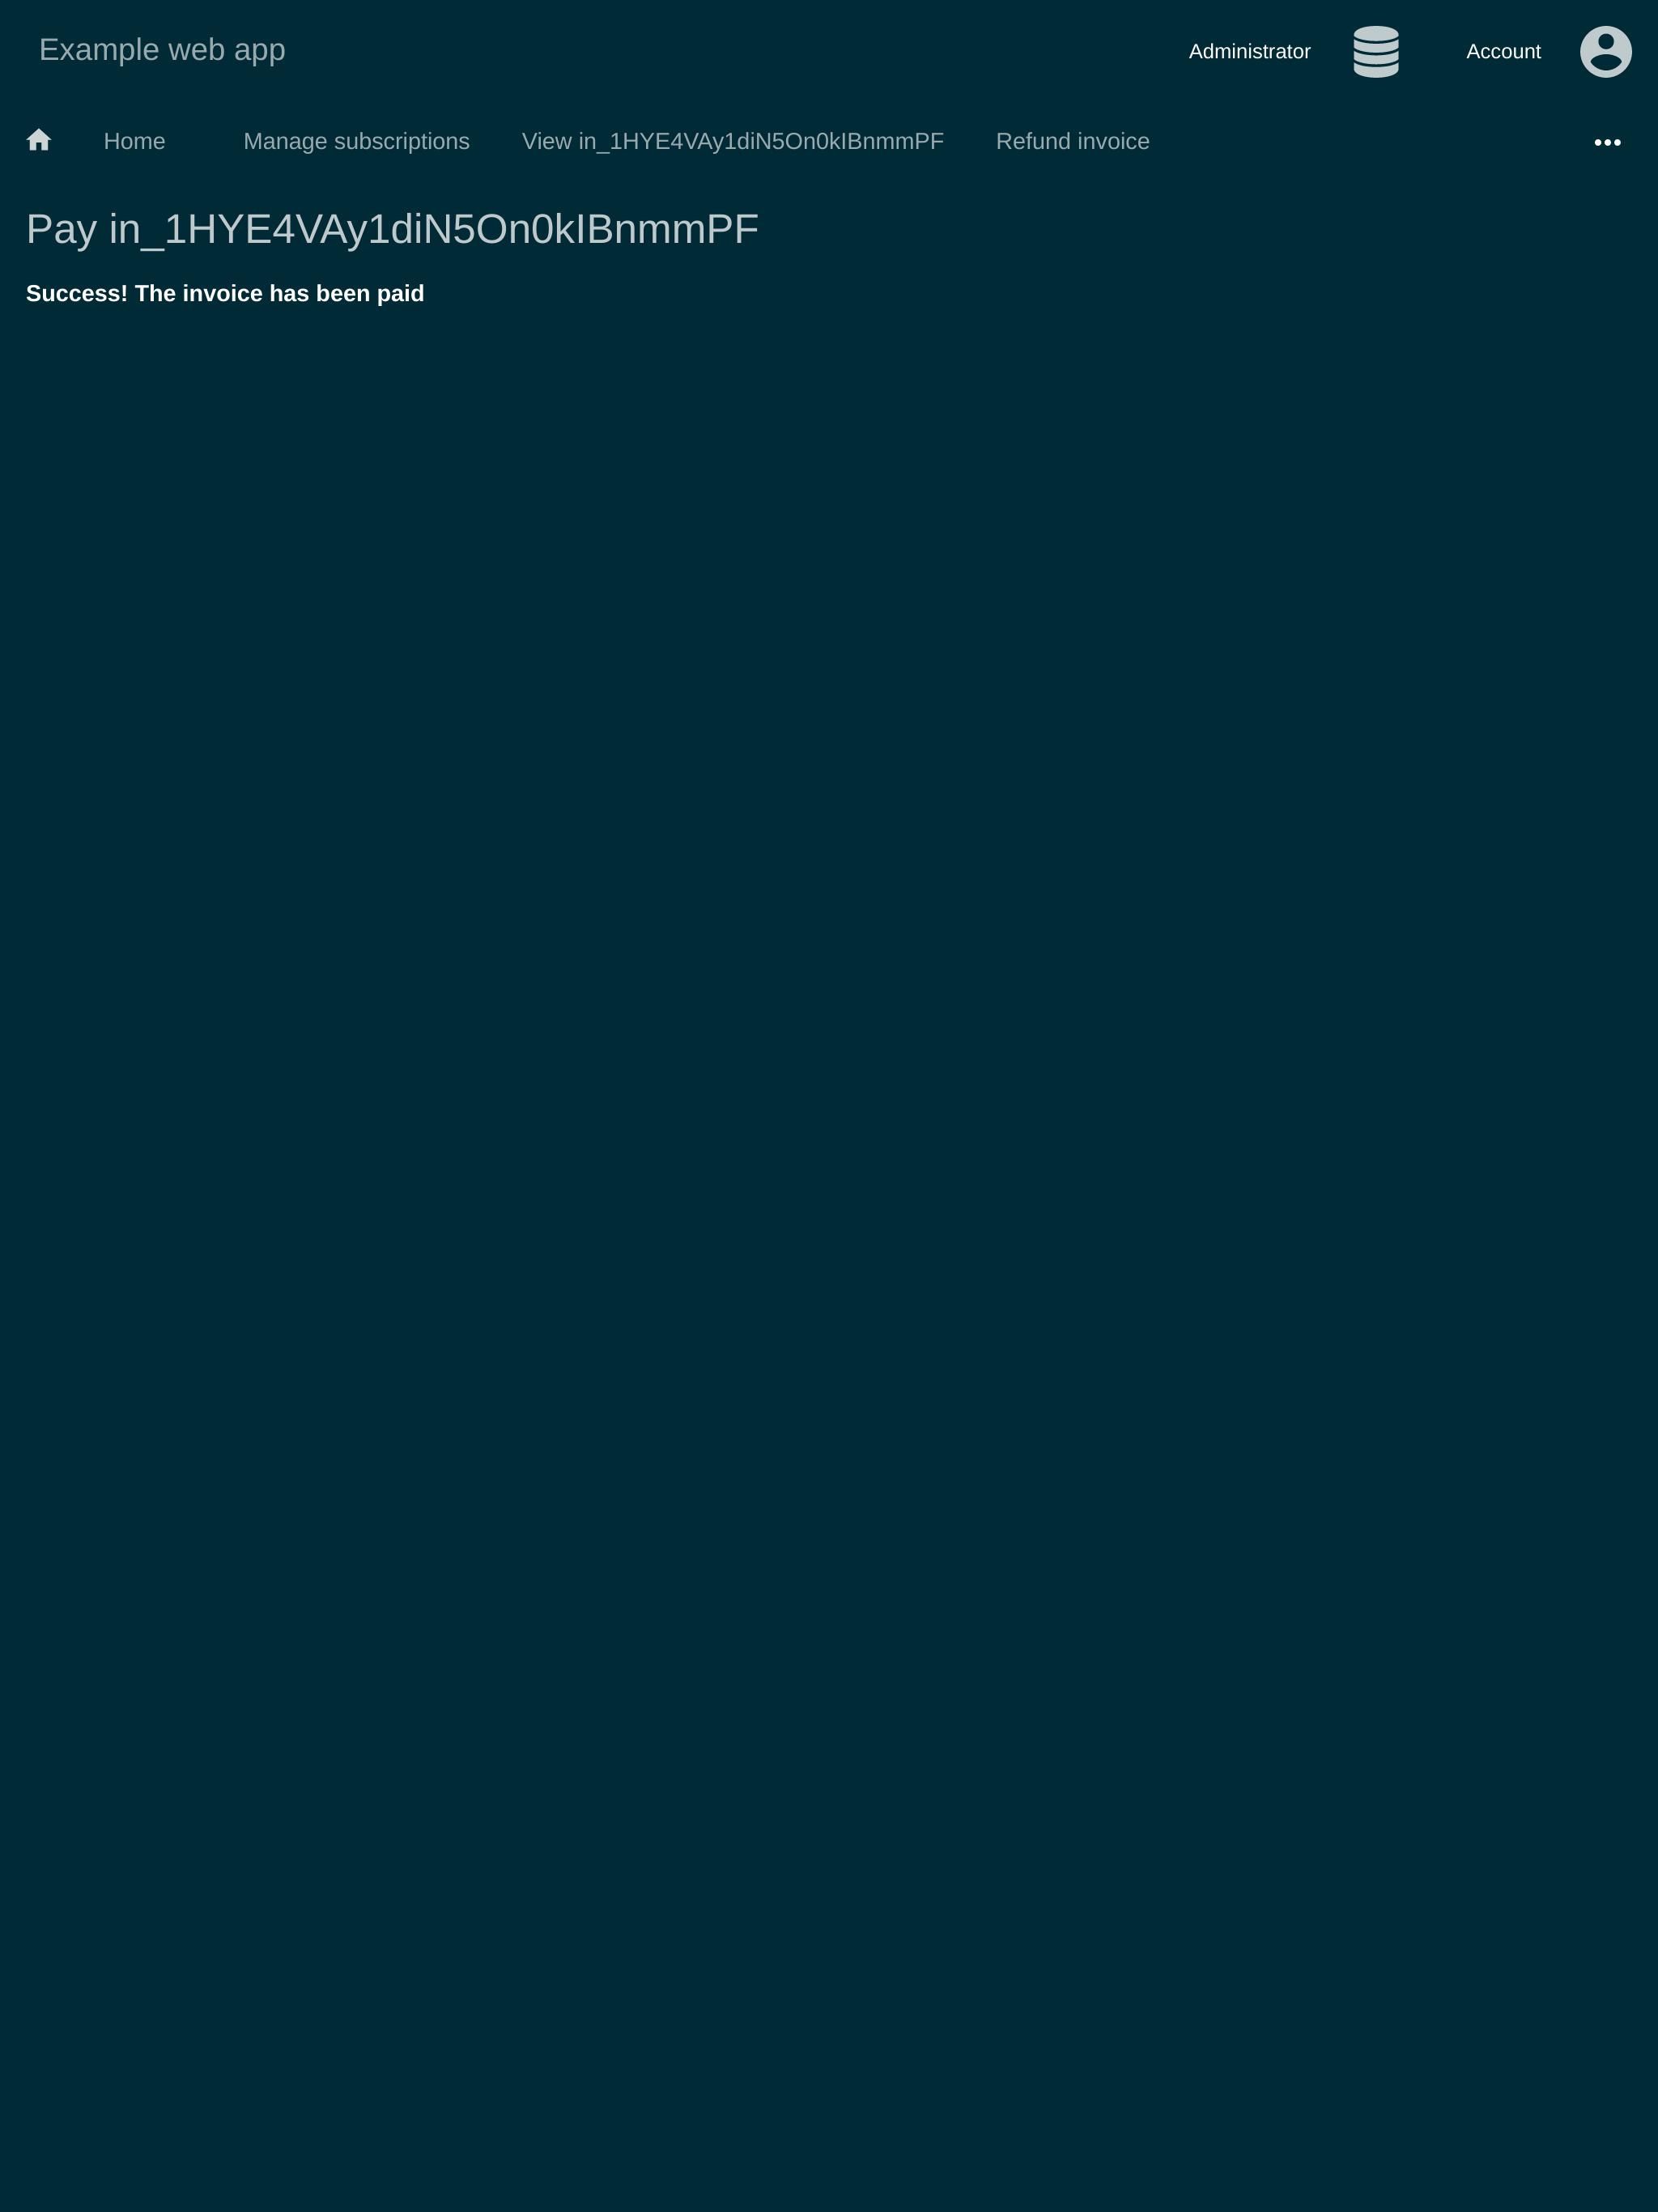 Example web app
Administrator
Account
Home
Manage subscriptions
View in_1HYE4VAy1diN5On0kIBnmmPF
Refund invoice
Pay in_1HYE4VAy1diN5On0kIBnmmPF
Success! The invoice has been paid